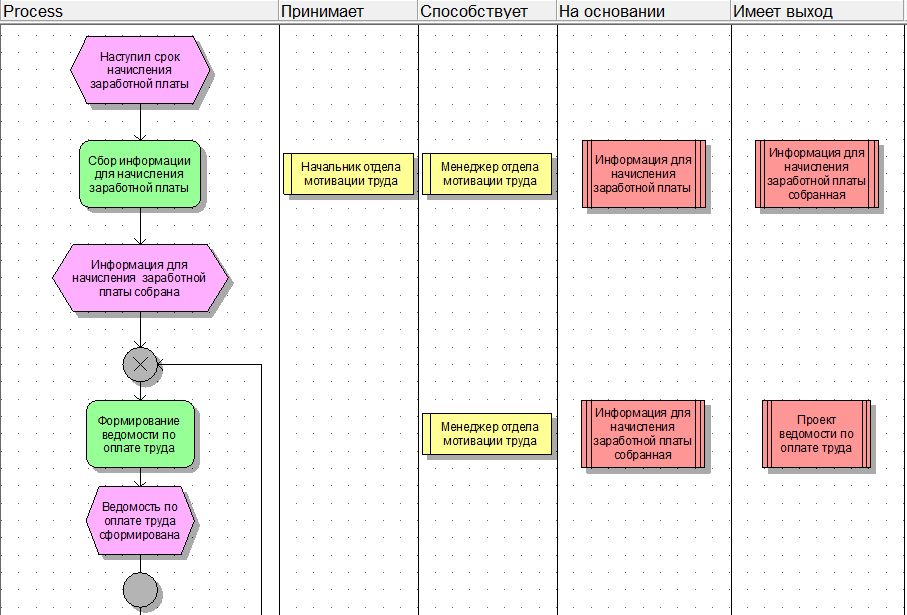 Process
Принимает
Способствует
На основании
Имеет выход
Наступил срок
начисления
заработной платы
Сбор информации
для начисления
заработной платы
Начальник отдела
мотивации труда
Менеджер отдела
мотивации труда
Информация для
начисления
заработной платы
Информация для
начисления
заработной платы
собранная
Информация для
начисления заработной
платы собрана
Формирование
ведомости по
оплате труда
Менеджер отдела
мотивации труда
Информация для
начисления
заработной платы
собранная
Проект
ведомости по
оплате труда
Ведомость по
оплате труда
сформирована